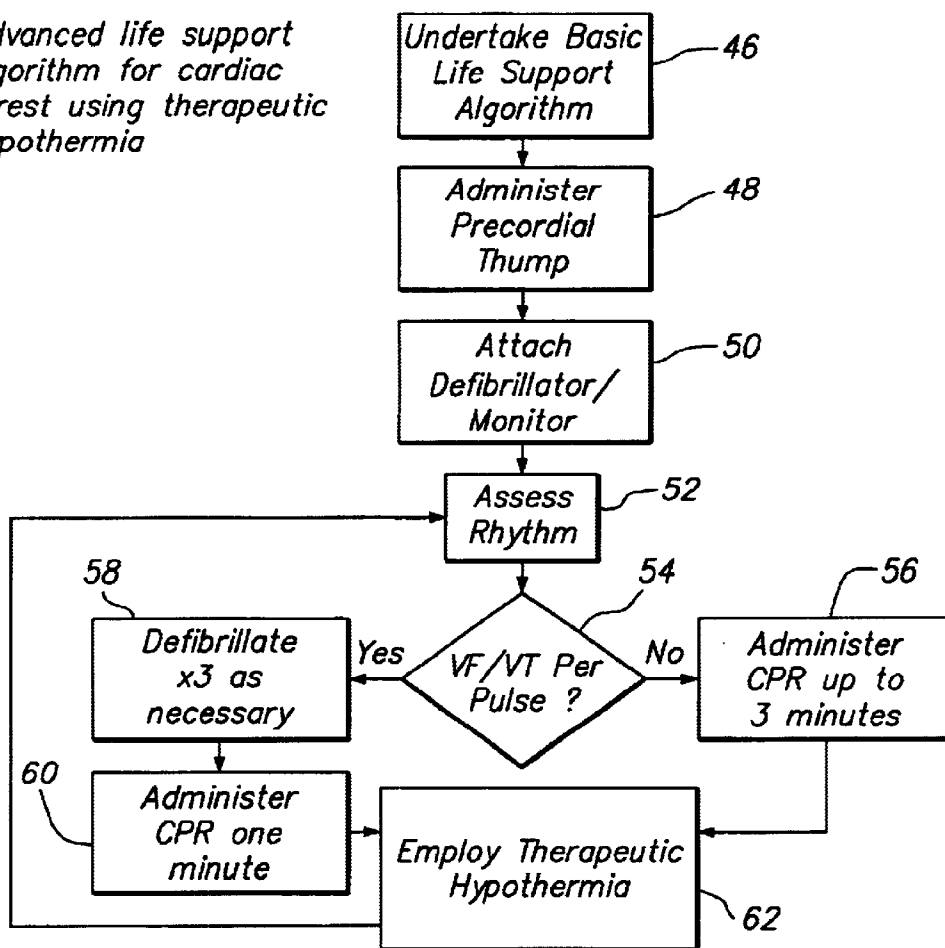 dvanced life support
gorithm for cardiac
rest using therapeutic
pothermia
Undertake Basic
Life Support
Algorithm
46
Administer
Precordial
Thump
48
Attach
Defibrillator/
Monitor
50
Assess
Rhythm
52
VF/VT Per
Pulse ?
54
Yes
No
58
Defibrillate
x3 as
necessary
56
Administer
CPR up to
3 minutes
60
Administer
CPR one
minute
Employ Therapeutic
Hypothermia
62